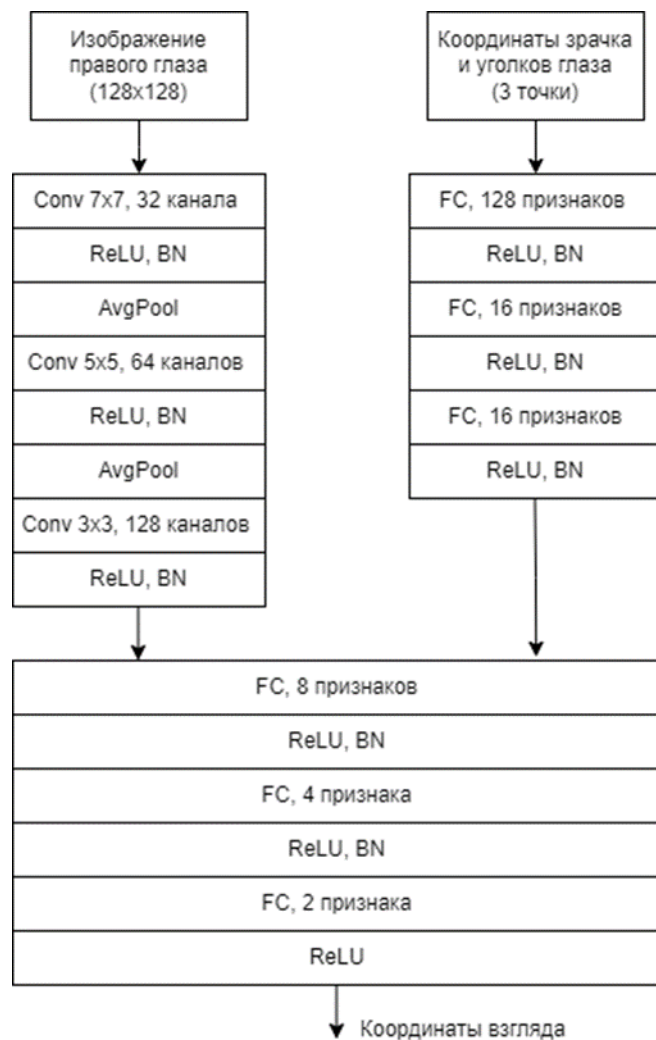 Изображение
правого глаза
(128x128)
Координаты зрачка
и уголков глаза
(3 точки)
Conv 7x7, 32 канала
ReLU, BN
AvgPool
Conv 5x5, 64 каналов
ReLU, BN
AvgPool
Conv 3x3, 128 каналов
ReLU, BN
FC, 128 признаков
ReLU, BN
FC, 16 признаков
ReLU, BN
FC, 16 признаков
ReLU, BN
FC, 8 признаков
ReLU, BN
FC, 4 признака
ReLU, BN
FC, 2 признака
ReLU
Координаты взгляда